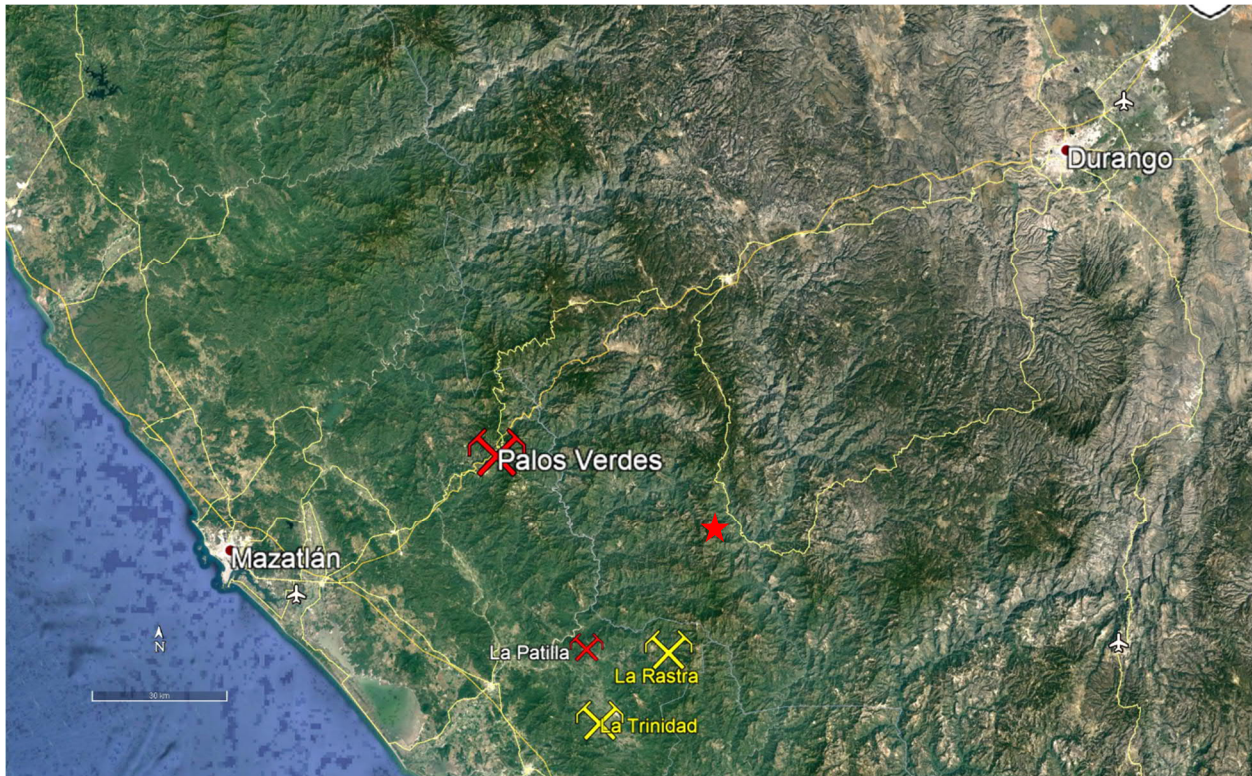 Durango
Palos Verdes
Mazatlán
N
La Patilla
La Rastra
30 km
La Trinidad